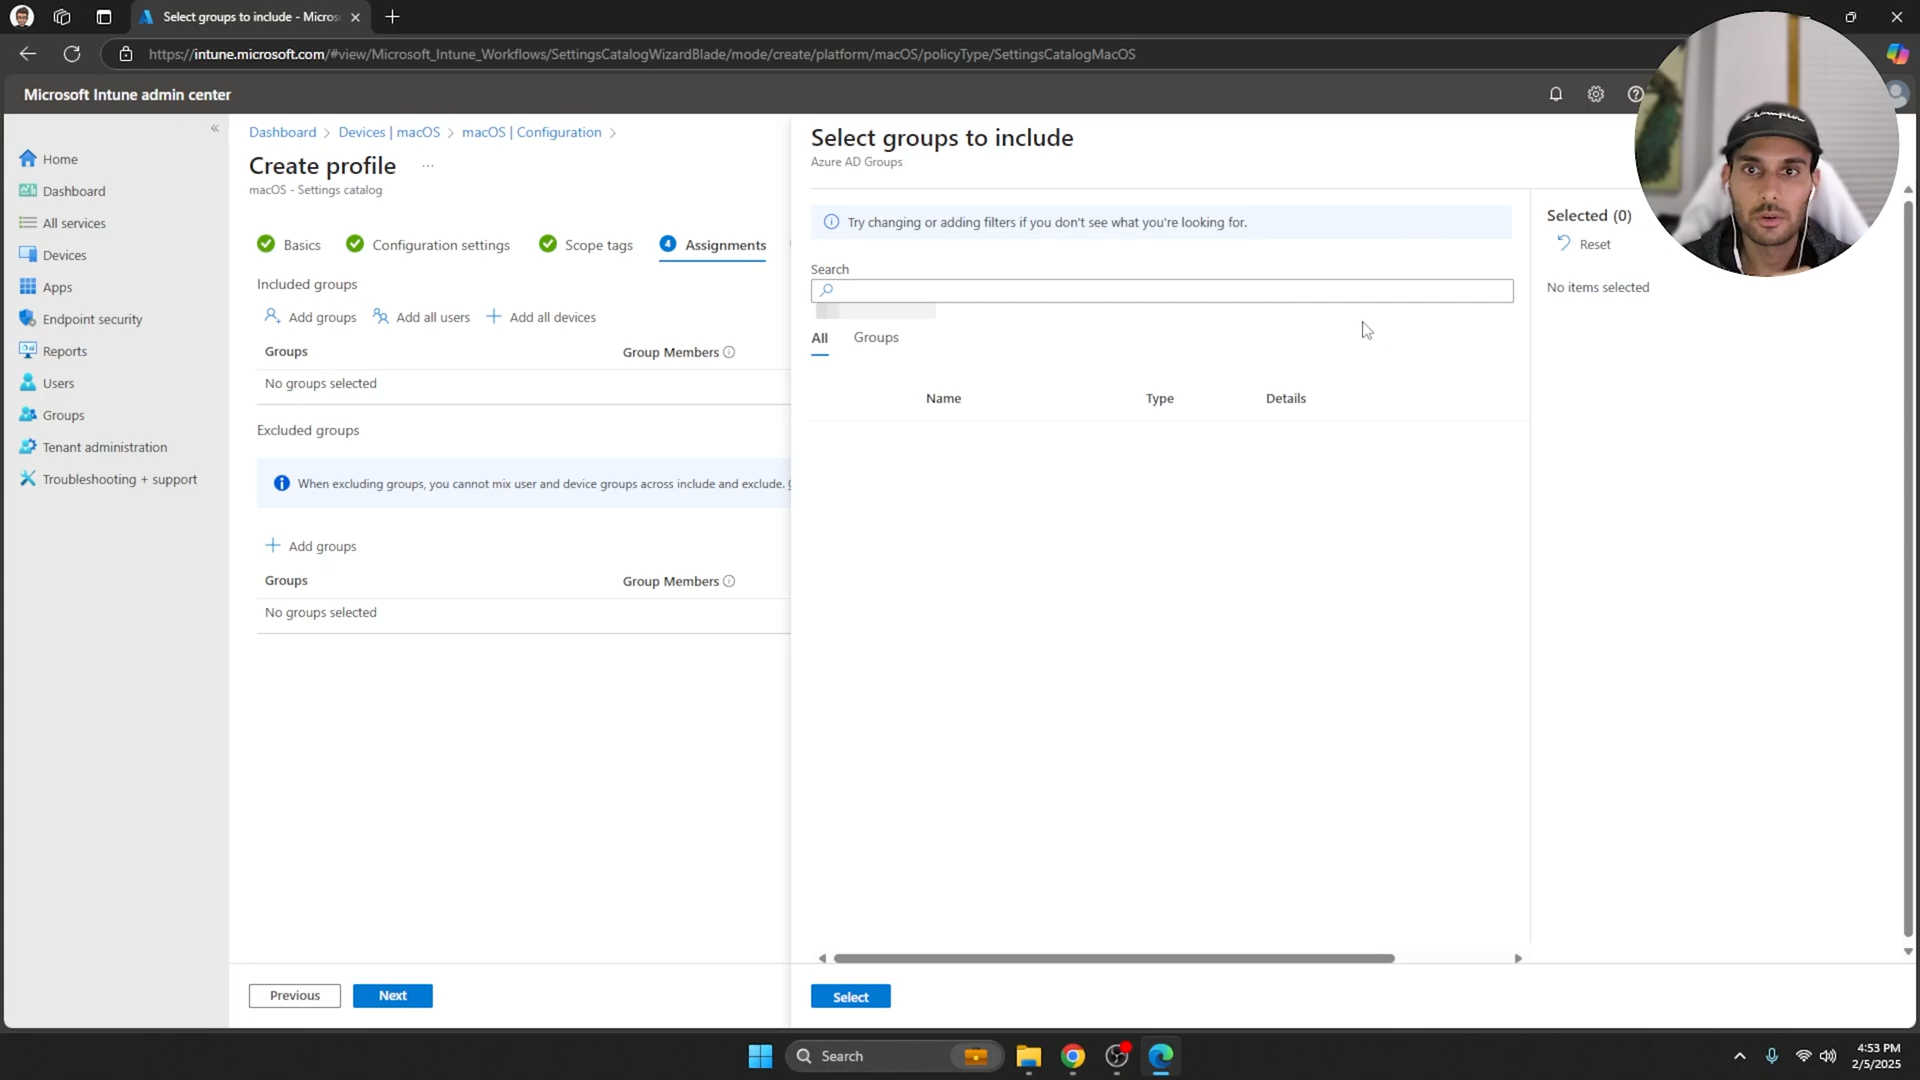 Select groups to include - Micros
https://intune.microsoft.com/#view/Microsoft_Intune_Workflows/SettingsCatalogWizardBlade/mode/create/platform/macOS/policyType/SettingsCatalogMacOS
Microsoft Intune admin center
Home
Dashboard
All services
Devices
Apps
Endpoint security
Reports
Users
Groups
Tenant administration
Troubleshooting + support
Dashboard > Devices | macOS > macOS | Configuration >
Create profile ...
macOS - Settings catalog
Basics
Configuration settings
Scope tags
4 Assignments
Included groups
Add groups
Add all users
Add all devices
Groups
Group Members
No groups selected
Excluded groups
When excluding groups, you cannot mix user and device groups across include and exclude.
Add groups
Groups
Group Members
No groups selected
Previous
Next
Select groups to include
Azure AD Groups
Try changing or adding filters if you don't see what you're looking for.
Search
All
Groups
Name
Type
Details
Select
Selected (0)
Reset
No items selected
Champion
Search
4:53 PM
2/5/2025